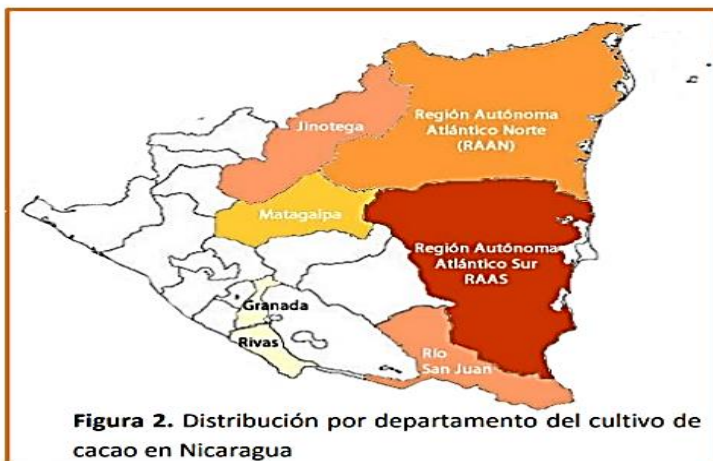 Jinotega
Región Autónoma
Atlántico Norte
(RAAN)
Matagalpa
Región Autónoma
Atlántico Sur
RAAS
Granada
Rivas
Río
San Juan
Figura 2. Distribución por departamento del cultivo de
cacao en Nicaragua